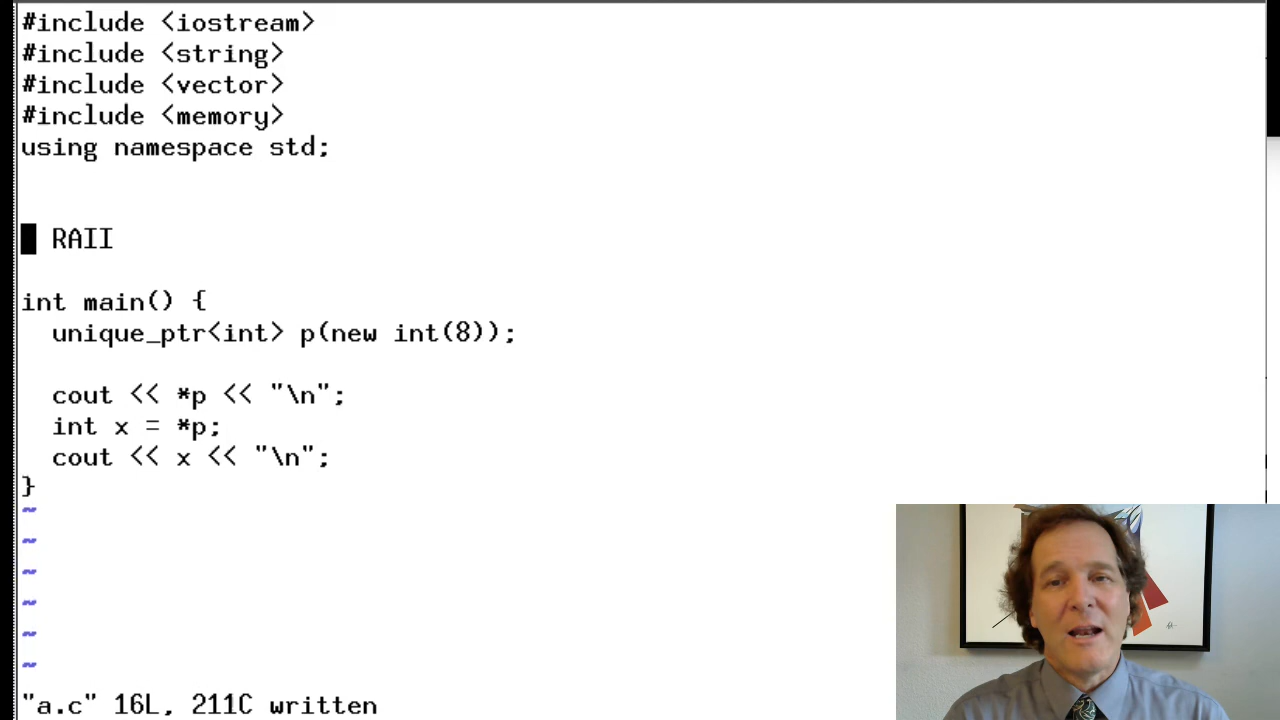 #include <iostream>
#include <string>
#include <vector>
#include <memory>
using namespace std;
RAII
int main() {
unique_ptr<int> p(new int(8));
cout << *p << "\n";
int x = *p;
cout << x << "\n";
}
~
~
~
~
~
~
"a.c" 16L, 211C written